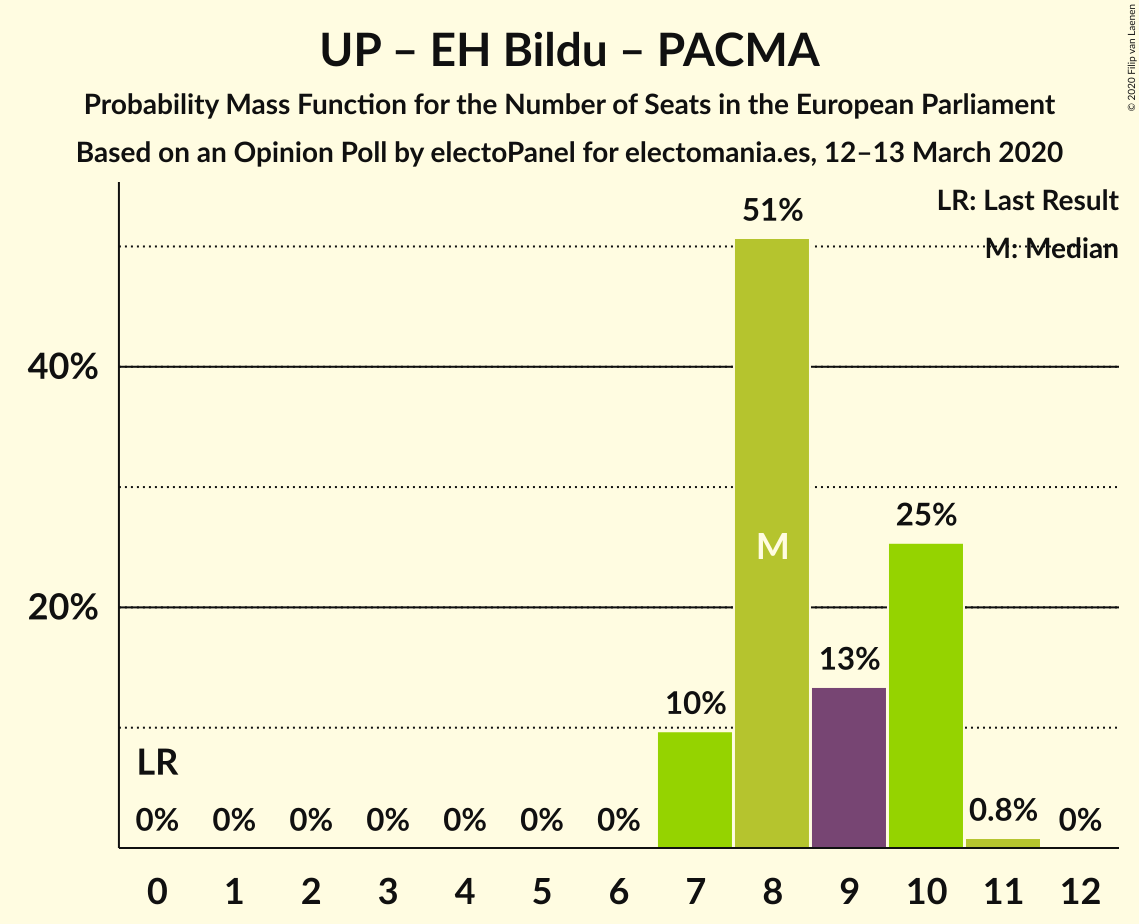 UP – EH Bildu – PACMA
Probability Mass Function for the Number of Seats in the European Parliament
Based on an Opinion Poll by electoPanel for electomania.es, 12–13 March 2020
© 2020 Filip van Laenen
LR: Last Result
M: Median
51%
40%
25%
M
20%
13%
10%
LR
0% 0% 0% 0% 0% 0% 0% 0.8% 0%
0 1 2 3 4 5 6 7 8 9 10 11 12